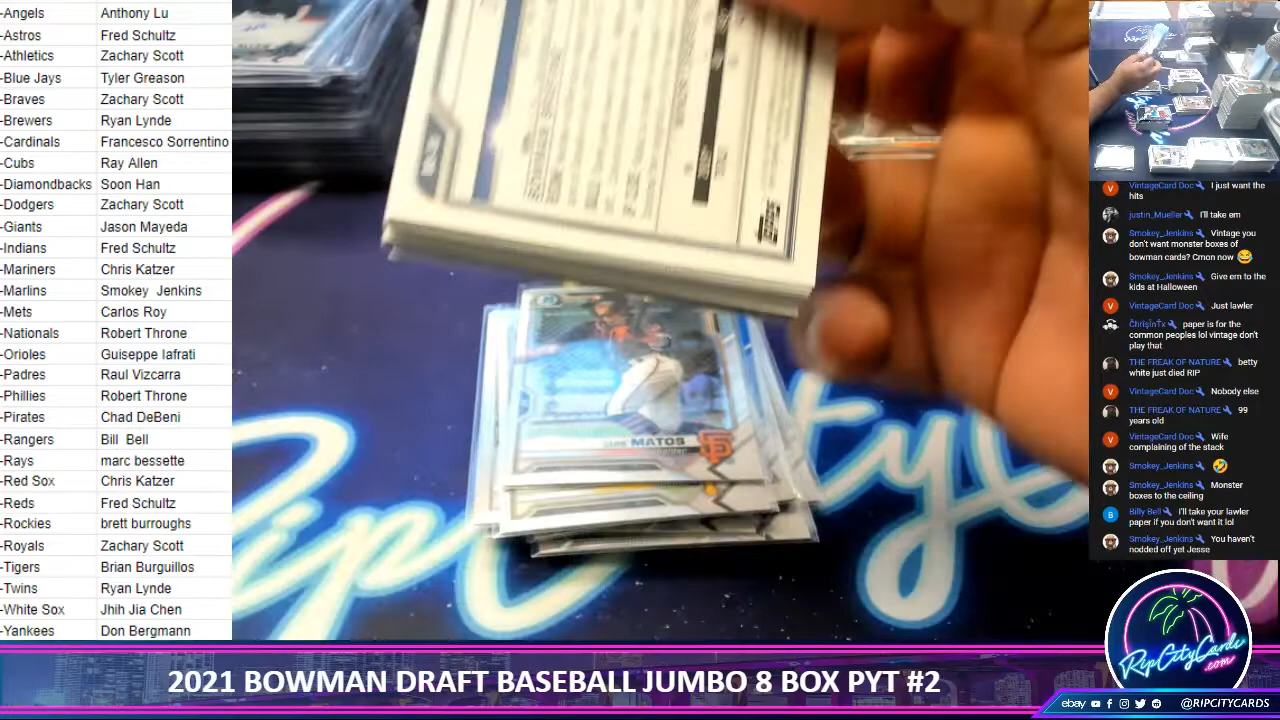 -Angels Anthony Lu
-Astros Fred Schultz
-Athletics Zachary Scott
-Blue Jays Tyler Greason
-Braves Zachary Scott
-Brewers Ryan Lynde
-Cardinals Francesco Sorrentino
-Cubs Ray Allen
-Diamondbacks Soon Han
-Dodgers Zachary Scott
-Giants Jason Mayeda
-Indians Fred Schultz
-Mariners Chris Katzer
-Marlins Smokey Jenkins
-Mets Carlos Roy
-Nationals Robert Throne
-Orioles Guiseppe Iafrati
-Padres Raul Vizcarra
-Phillies Robert Throne
-Pirates Chad DeBeni
-Rangers Bill Bell
-Rays marc bessette
-Red Sox Chris Katzer
-Reds Fred Schultz
-Rockies brett burroughs
-Royals Zachary Scott
-Tigers Brian Burguillos
-Twins Ryan Lynde
-White Sox Jhih Jia Chen
-Yankees Don Bergmann
MATOS
SF
Rip City
V VintageCard Doc I just want the
hits
justin_Mueller I'll take em
Smokey_Jenkins Vintage you
don't want monster boxes of
bowman cards? Cmon now 😂
Smokey_Jenkins Give em to the
kids at Halloween
V VintageCard Doc Just lawler
paper is for the
common peoples lol vintage don't
play that
THE FREAK OF NATURE betty
white just died RIP
V VintageCard Doc Nobody else
THE FREAK OF NATURE 99
years old
V VintageCard Doc Wife
complaining of the stack
Smokey_Jenkins 🤣
Smokey_Jenkins Monster
boxes to the ceiling
B Billy Bell I'll take your lawler
paper if you don't want it lol
Smokey_Jenkins You haven't
nodded off yet Jesse
RipCityCards
.com
2021 BOWMAN DRAFT BASEBALL JUMBO 8 BOX PYT #2
ebay @RIPCITYCARDS